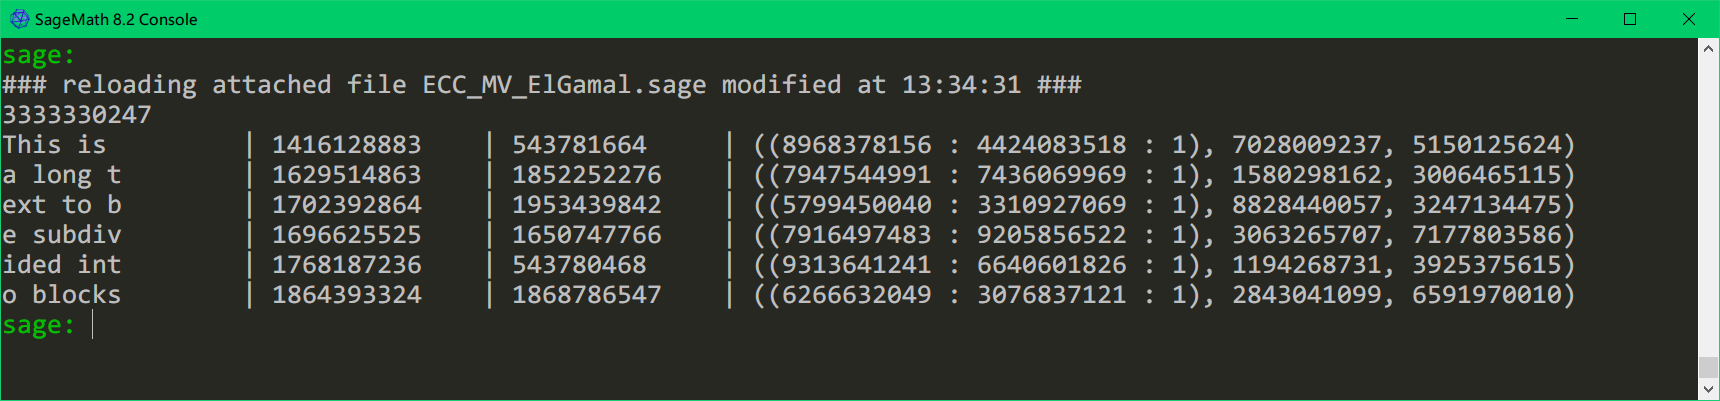 SageMath 8.2 Console
sage:
### reloading attached file ECC_MV_ElGamal.sage modified at 13:34:31 ###
3333330247
This is | 1416128883 | 543781664 | ((8968378156 : 4424083518 : 1), 7028009237, 5150125624)
a long t | 1629514863 | 1852252276 | ((7947544991 : 7436069969 : 1), 1580298162, 3006465115)
ext to b | 1702392864 | 1953439842 | ((5799450040 : 3310927069 : 1), 8828440057, 3247134475)
e subdiv | 1696625525 | 1650747766 | ((7916497483 : 9205856522 : 1), 3063265707, 7177803586)
ided int | 1768187236 | 543780468 | ((9313641241 : 6640601826 : 1), 1194268731, 3925375615)
o blocks | 1864393324 | 1868786547 | ((6266632049 : 3076837121 : 1), 2843041099, 6591970010)
sage: